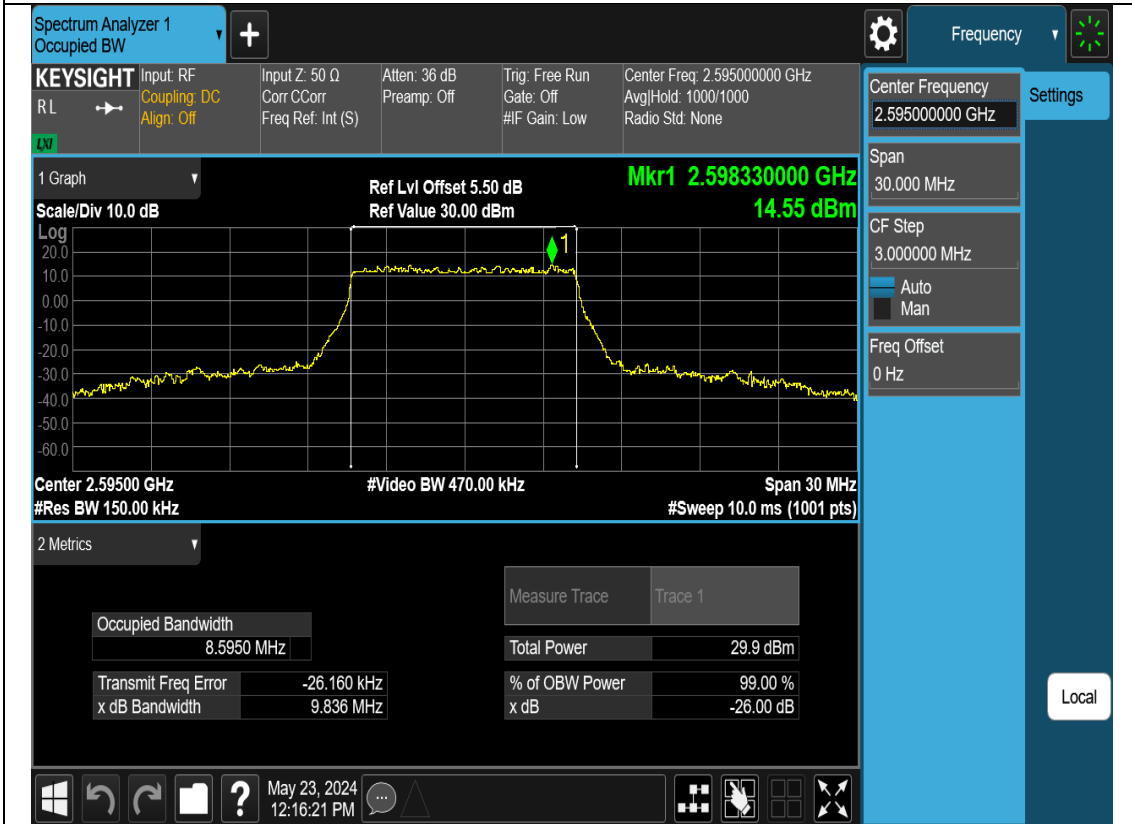 Spectrum Analyzer 1
Occupied BW
Frequency
KEYSIGHT
RL
LXI
Input: RF
Coupling: DC
Align: Off
Input Z: 50 Ω
Corr CCorr
Freq Ref: Int (S)
Atten: 36 dB
Preamp: Off
Trig: Free Run
Gate: Off
#IF Gain: Low
Center Freq: 2.595000000 GHz
Avg|Hold: 1000/1000
Radio Std: None
Center Frequency
2.595000000 GHz
Settings
Span
30.000 MHz
CF Step
3.000000 MHz
Auto
Man
Freq Offset
0 Hz
Local
1 Graph
Scale/Div 10.0 dB
Ref Lvl Offset 5.50 dB
Ref Value 30.00 dBm
Mkr1 2.598330000 GHz
14.55 dBm
Log
1
20.0
10.0
0.00
-10.0
-20.0
-30.0
-40.0
-50.0
-60.0
Center 2.59500 GHz
#Video BW 470.00 kHz
Span 30 MHz
#Res BW 150.00 kHz
#Sweep 10.0 ms (1001 pts)
2 Metrics
Measure Trace Trace 1
Occupied Bandwidth
8.5950 MHz
Total Power 29.9 dBm
Transmit Freq Error -26.160 kHz
% of OBW Power 99.00 %
x dB Bandwidth 9.836 MHz
x dB -26.00 dB
?
May 23, 2024
12:16:21 PM